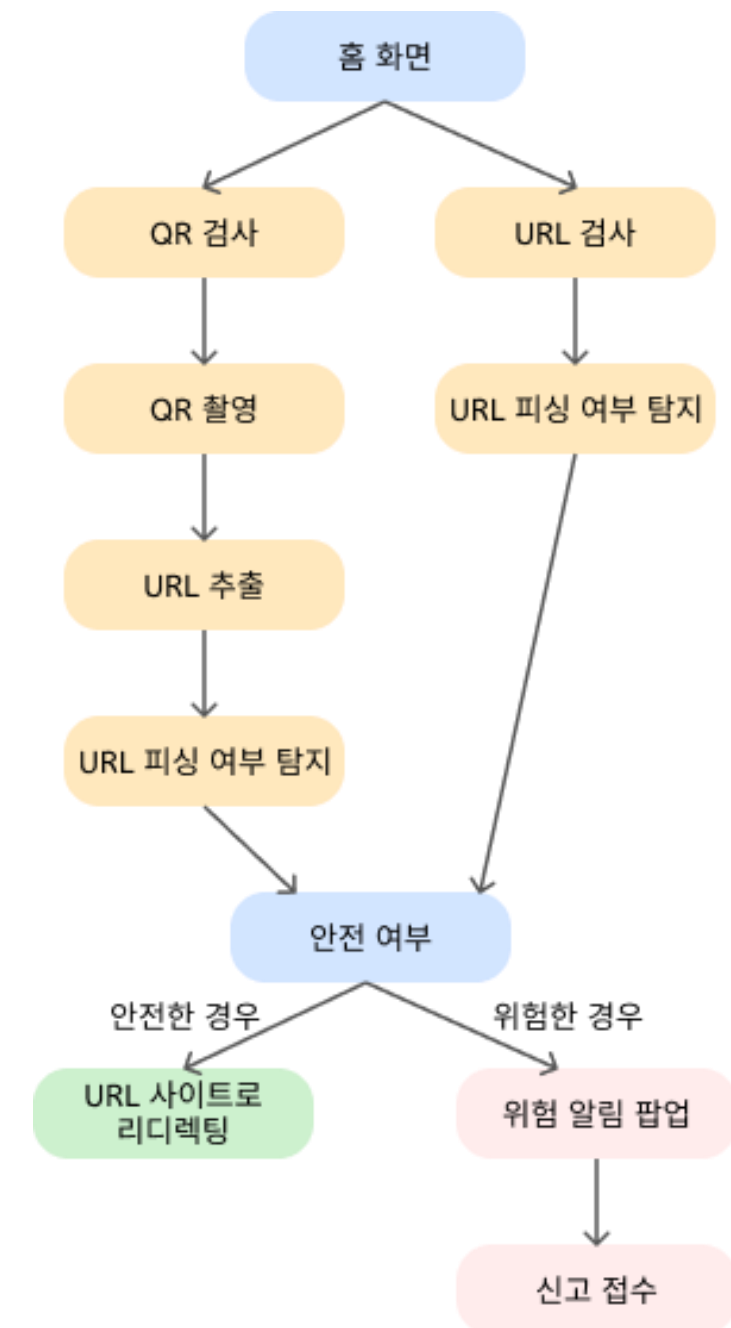 홈 화면
QR 검사
URL 검사
QR 촬영
URL 피싱 여부 탐지
URL 추출
URL 피싱 여부 탐지
안전 여부
안전한 경우
위험한 경우
URL 사이트로
리디렉팅
위험 알림 팝업
신고 접수